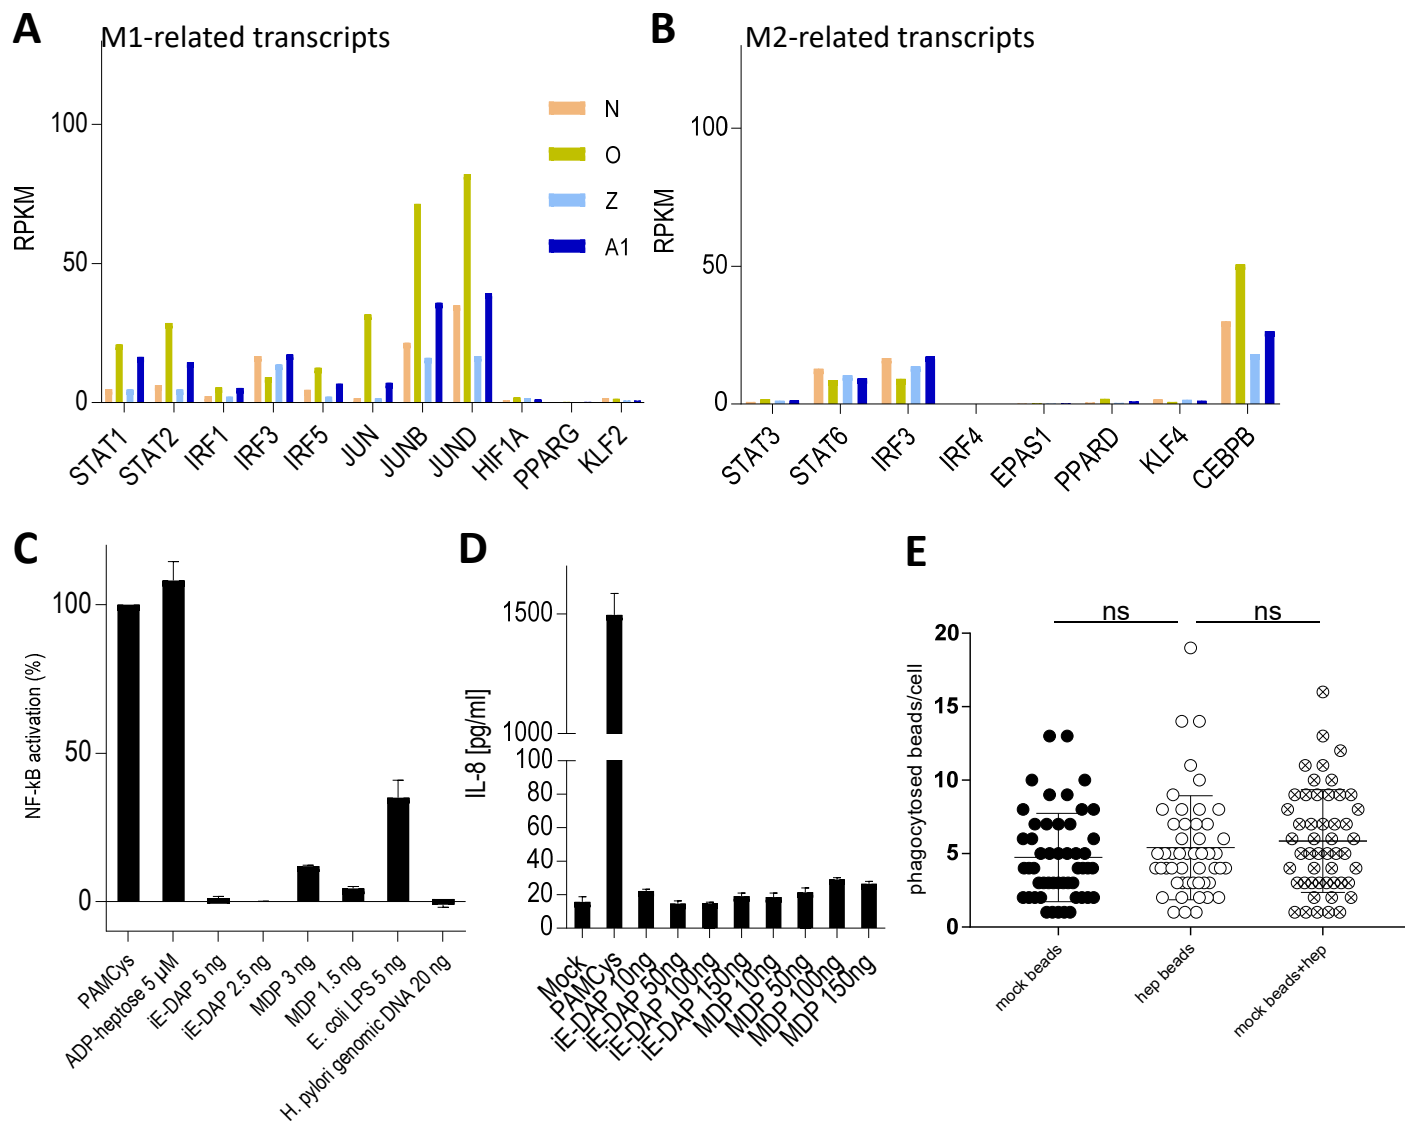 A
M1-related transcripts
RPKM
100
50
0
N
O
Z
A1
STAT1
STAT2
IRF1
IRF3
IRF5
JUN
JUNB
JUND
HIF1A
PPARG
KLF2
B
M2-related transcripts
RPKM
100
50
0
STAT3
STAT6
IRF3
IRF4
EPAS1
PPARD
KLF4
CEBPB
C
NF-kB activation (%)
100
50
0
PAMCys
ADP-heptose 5 µM
iE-DAP 5 ng
iE-DAP 2.5 ng
MDP 3 ng
MDP 1.5 ng
E. coli LPS 5 ng
H. pylori genomic DNA 20 ng
D
IL-8 [pg/ml]
1500
1000
100
80
60
40
20
0
Mock
PAMCys
iE-DAP 10ng
iE-DAP 50ng
iE-DAP 100ng
iE-DAP 150ng
MDP 10ng
MDP 50ng
MDP 100ng
MDP 150ng
E
phagocytosed beads/cell
ns
ns
20
15
10
5
0
mock beads
hep beads
mock beads+hep